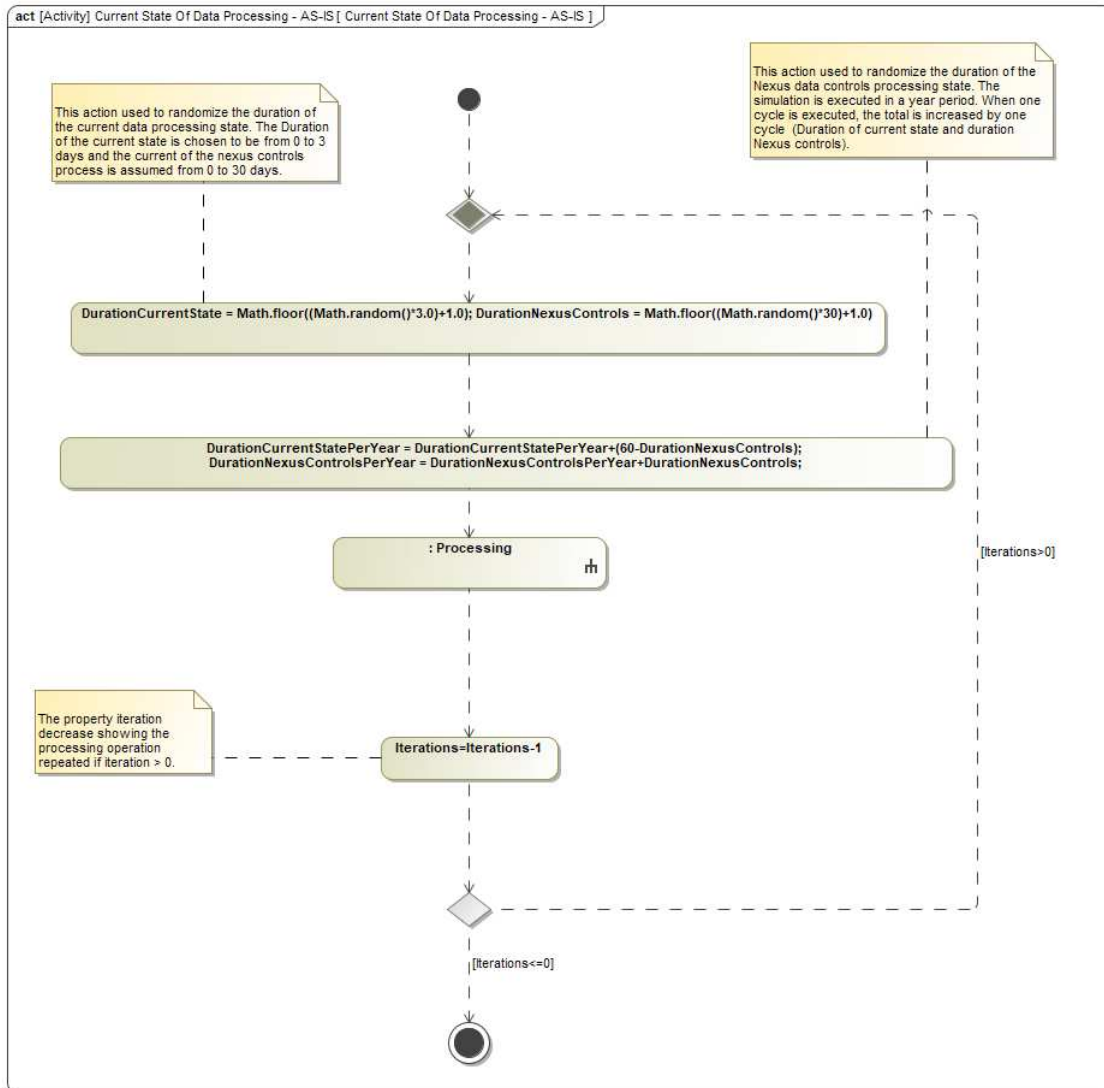 act [Activity] Current State Of Data Processing - AS-IS [ Current State Of Data Processing - AS-IS ]
This action used to randomize the duration of
the current data processing state. The Duration
of the current state is chosen to be from 0 to 3
days and the current of the nexus controls
process is assumed from 0 to 30 days.
This action used to randomize the duration of the
Nexus data controls processing state. The
simulation is executed in a year period. When one
cycle is executed, the total is increased by one
cycle (Duration of current state and duration
Nexus controls).
DurationCurrentState = Math.floor((Math.random()*3.0)+1.0); DurationNexusControls = Math.floor((Math.random()*30)+1.0)
DurationCurrentStatePerYear = DurationCurrentStatePerYear+(60-DurationNexusControls);
DurationNexusControlsPerYear = DurationNexusControlsPerYear+DurationNexusControls;
: Processing
[Iterations>0]
The property iteration
decrease showing the
processing operation
repeated if iteration > 0.
Iterations=Iterations-1
[Iterations<=0]